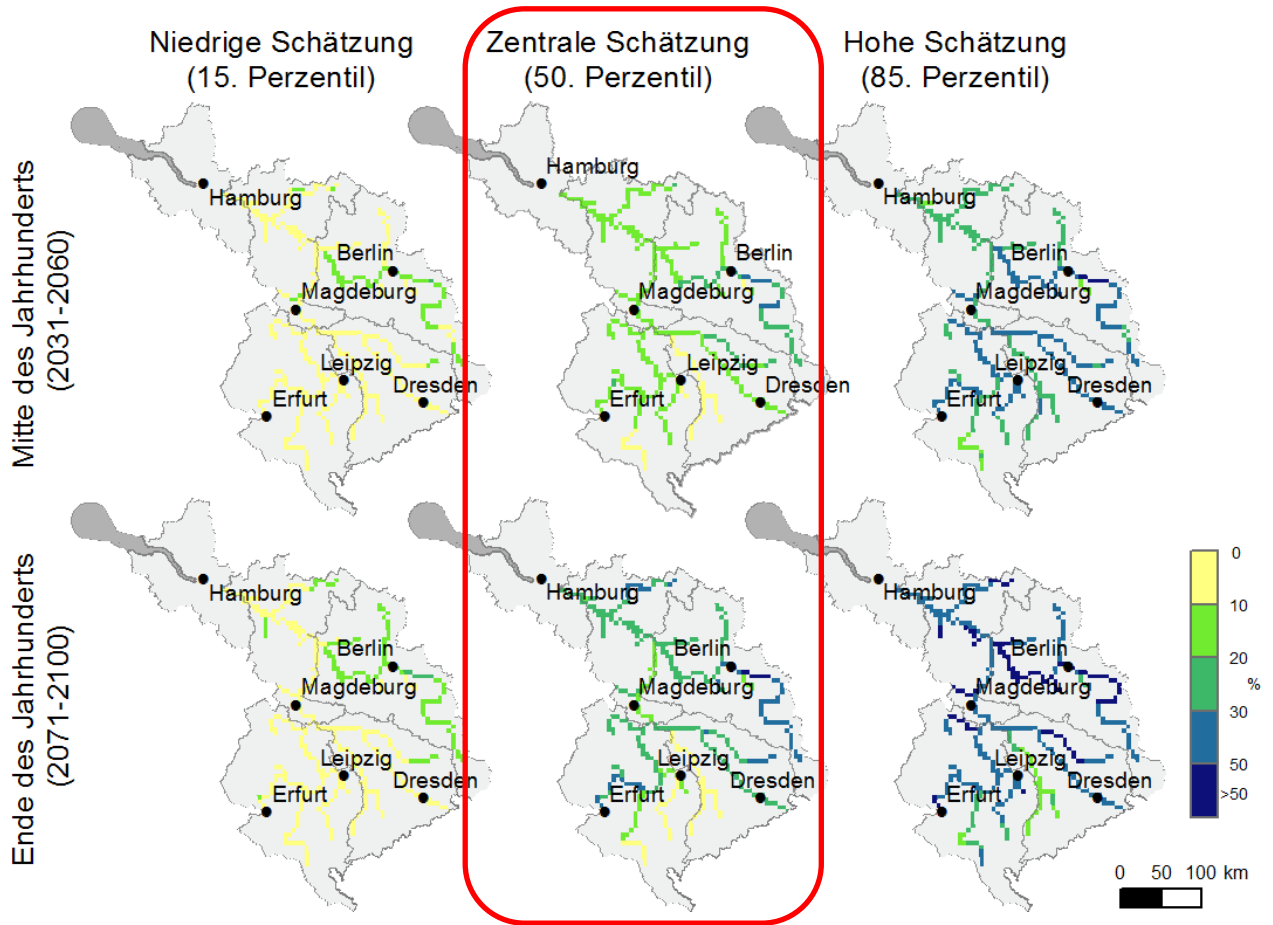 Niedrige Schätzung
(15. Perzentil)
Zentrale Schätzung
(50. Perzentil)
Hohe Schätzung
(85. Perzentil)
Mitte des Jahrhunderts
(2031-2060)
Hamburg
Berlin
Magdeburg
Leipzig
Dresden
Erfurt
Hamburg
Berlin
Magdeburg
Leipzig
Dresden
Erfurt
Hamburg
Berlin
Magdeburg
Leipzig
Dresden
Erfurt
Ende des Jahrhunderts
(2071-2100)
Hamburg
Berlin
Magdeburg
Leipzig
Dresden
Erfurt
Hamburg
Berlin
Magdeburg
Leipzig
Dresden
Erfurt
Hamburg
Berlin
Magdeburg
Leipzig
Dresden
Erfurt
0
10
20
%
30
50
>50
0 50 100 km